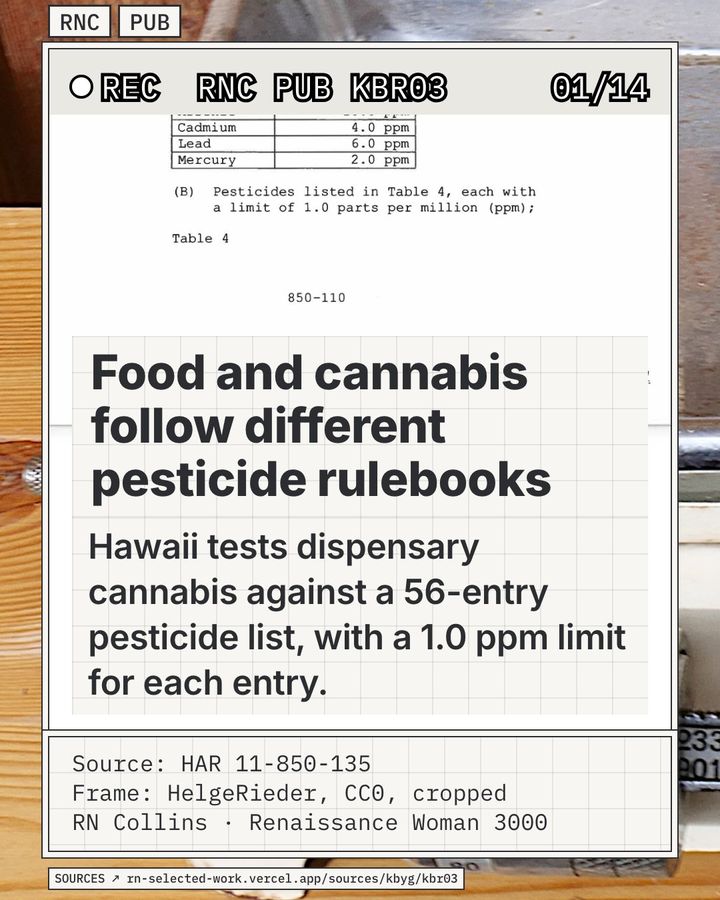 RNC PUB
REC RNC PUB KBR03 01/14
Cadmium 4.0 ppm
Lead 6.0 ppm
Mercury 2.0 ppm
(B) Pesticides listed in Table 4, each with
a limit of 1.0 parts per million (ppm);
Table 4
850-110
Food and cannabis
follow different
pesticide rulebooks
Hawaii tests dispensary
cannabis against a 56-entry
pesticide list, with a 1.0 ppm limit
for each entry.
Source: HAR 11-850-135
Frame: HelgeRieder, CC0, cropped
RN Collins · Renaissance Woman 3000
SOURCES ↗ rn-selected-work.vercel.app/sources/kbyg/kbr03